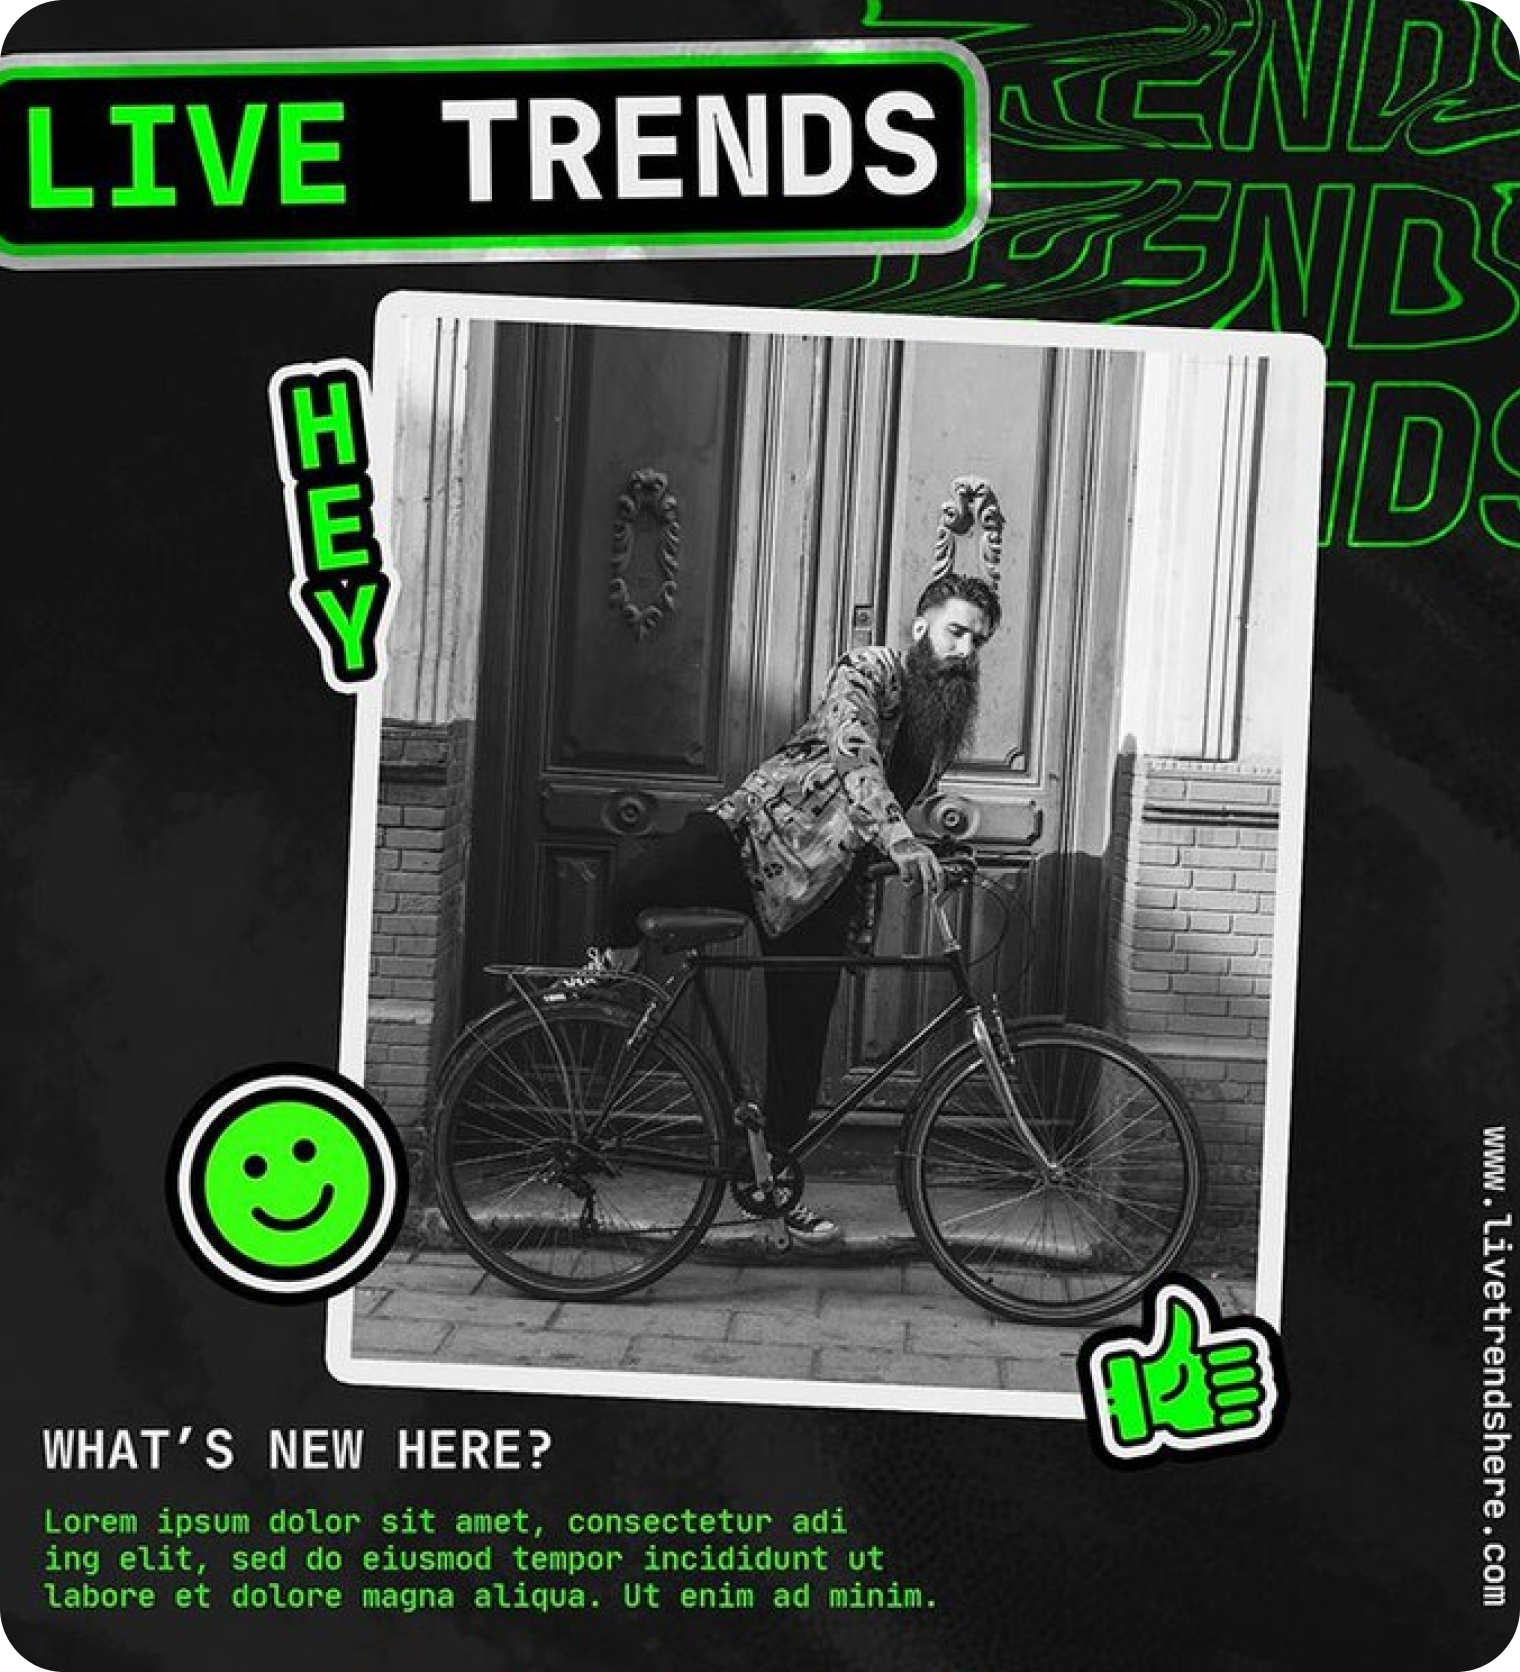 LIVE TRENDS
TRENDS
TRENDS
NDS
HEY
WHAT’S NEW HERE?
Lorem ipsum dolor sit amet, consectetur adi
ing elit, sed do eiusmod tempor incididunt ut
labore et dolore magna aliqua. Ut enim ad minim.
www.livetrendshere.com